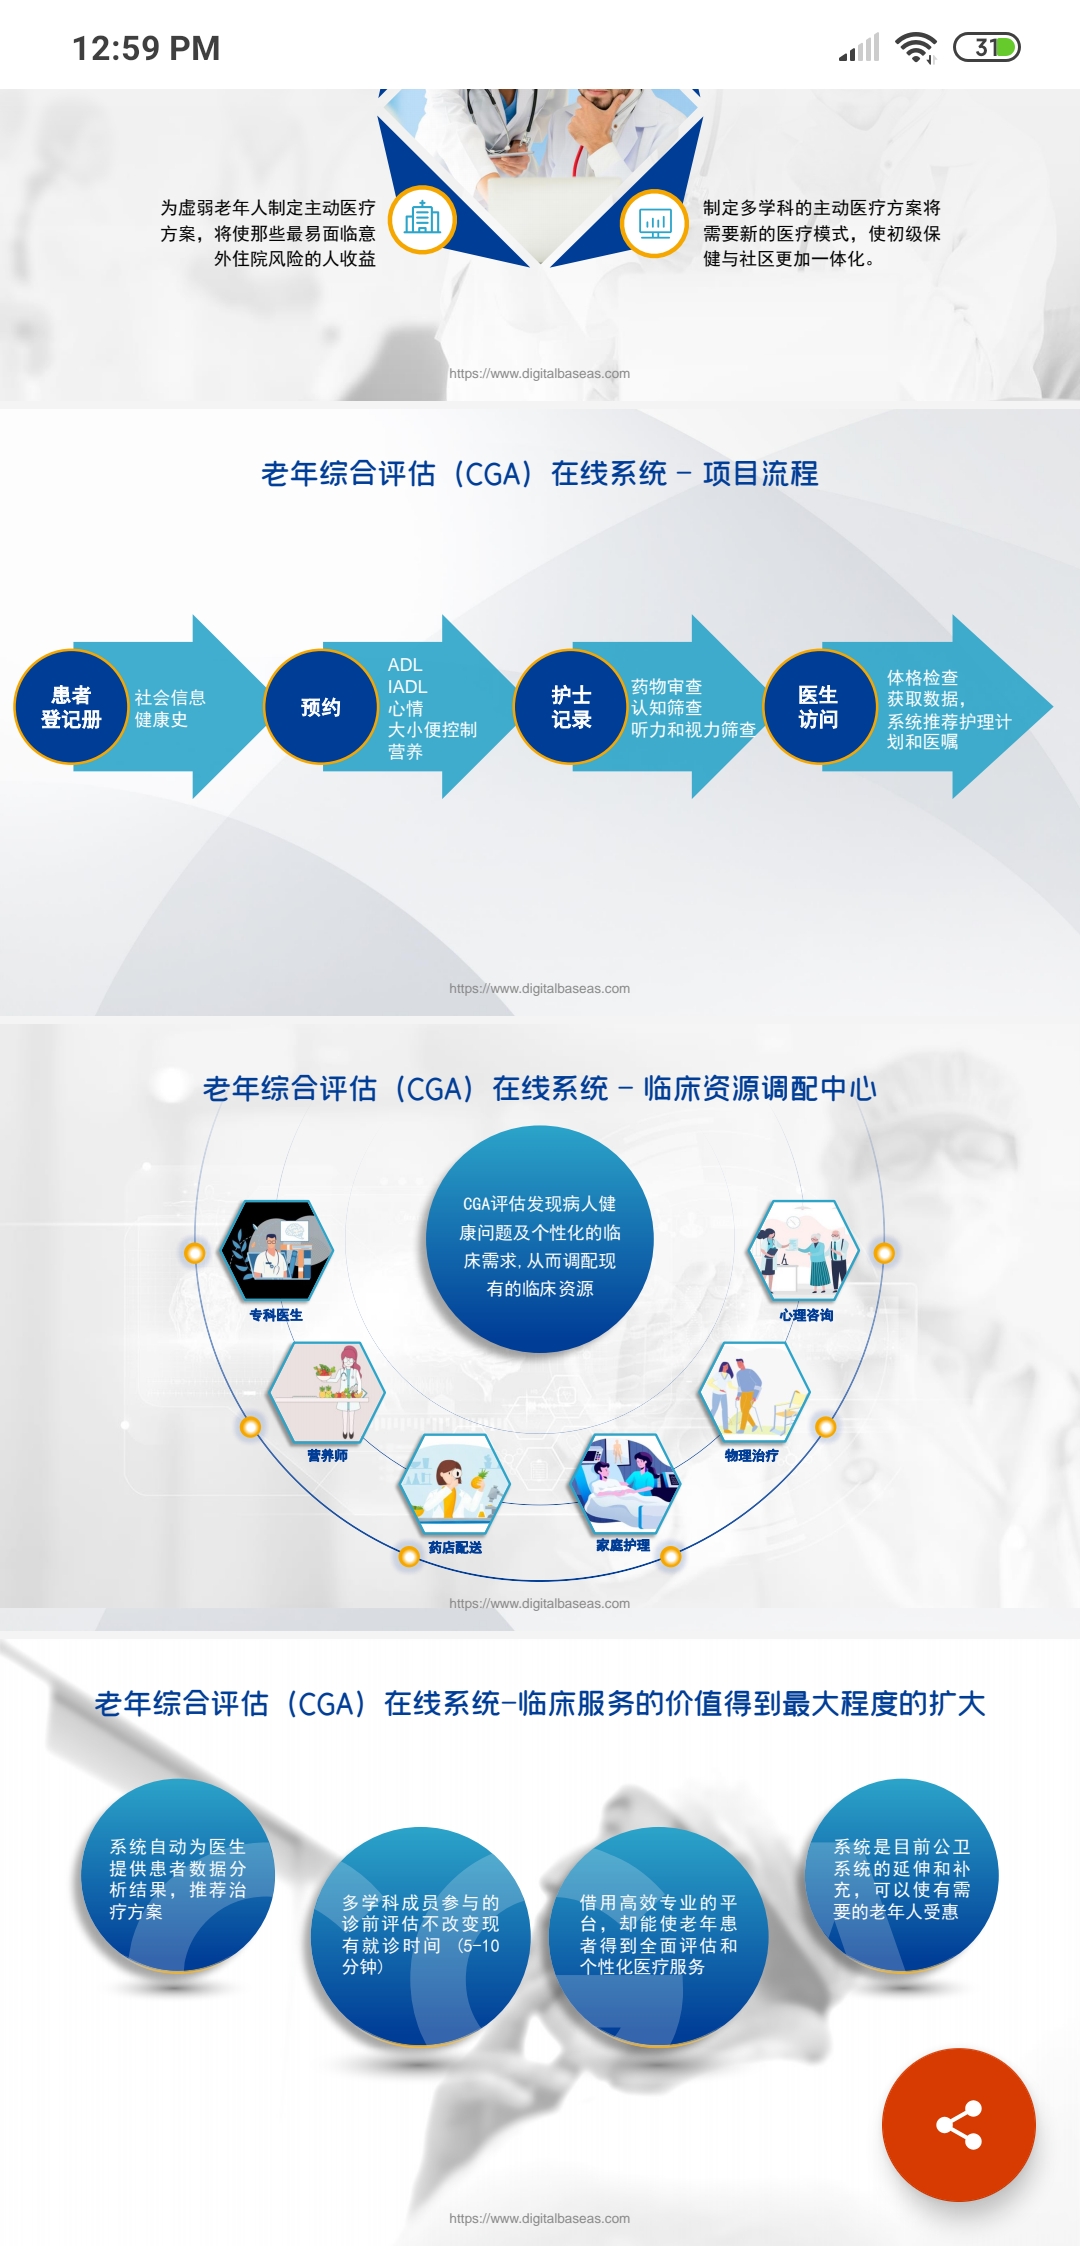 12:59 PM
31
为虚弱老年人制定主动医疗
方案，将使那些最易面临意
外住院风险的人收益
制定多学科的主动医疗方案将
需要新的医疗模式，使初级保
健与社区更加一体化。
https://www.digitalbaseas.com
老年综合评估（CGA）在线系统 – 项目流程
患者
登记册
社会信息
健康史
预约
ADL
IADL
心情
大小便控制
营养
护士
记录
药物审查
认知筛查
听力和视力筛查
医生
访问
体格检查
获取数据，
系统推荐护理计
划和医嘱
https://www.digitalbaseas.com
老年综合评估（CGA）在线系统 – 临床资源调配中心
CGA评估发现病人健
康问题及个性化的临
床需求, 从而调配现
有的临床资源
专科医生
心理咨询
营养师
物理治疗
药店配送
家庭护理
https://www.digitalbaseas.com
老年综合评估（CGA）在线系统–临床服务的价值得到最大程度的扩大
系统自动为医生
提供患者数据分
析结果，推荐治
疗方案
多学科成员参与的
诊前评估不改变现
有就诊时间（5-10
分钟）
借用高效专业的平
台，却能使老年患
者得到全面评估和
个性化医疗服务
系统是目前公卫
系统的延伸和补
充，可以使有需
要的老年人受惠
https://www.digitalbaseas.com